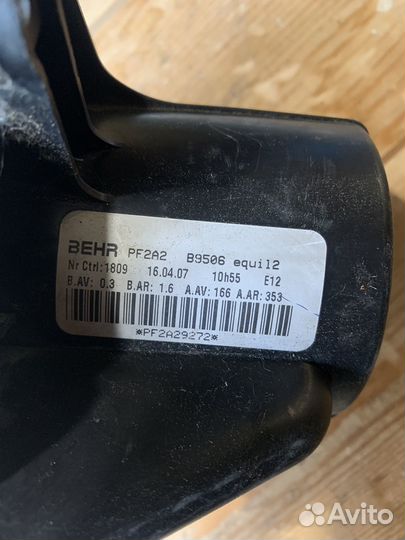 BEHR PF2A2 B9506 equil2
Nr Ctrl:1809 16.04.07 10h55 E12
B.AV: 0.3 B.AR: 1.6 A.AV: 166 A.AR: 353
*PF2A29272*
Avito